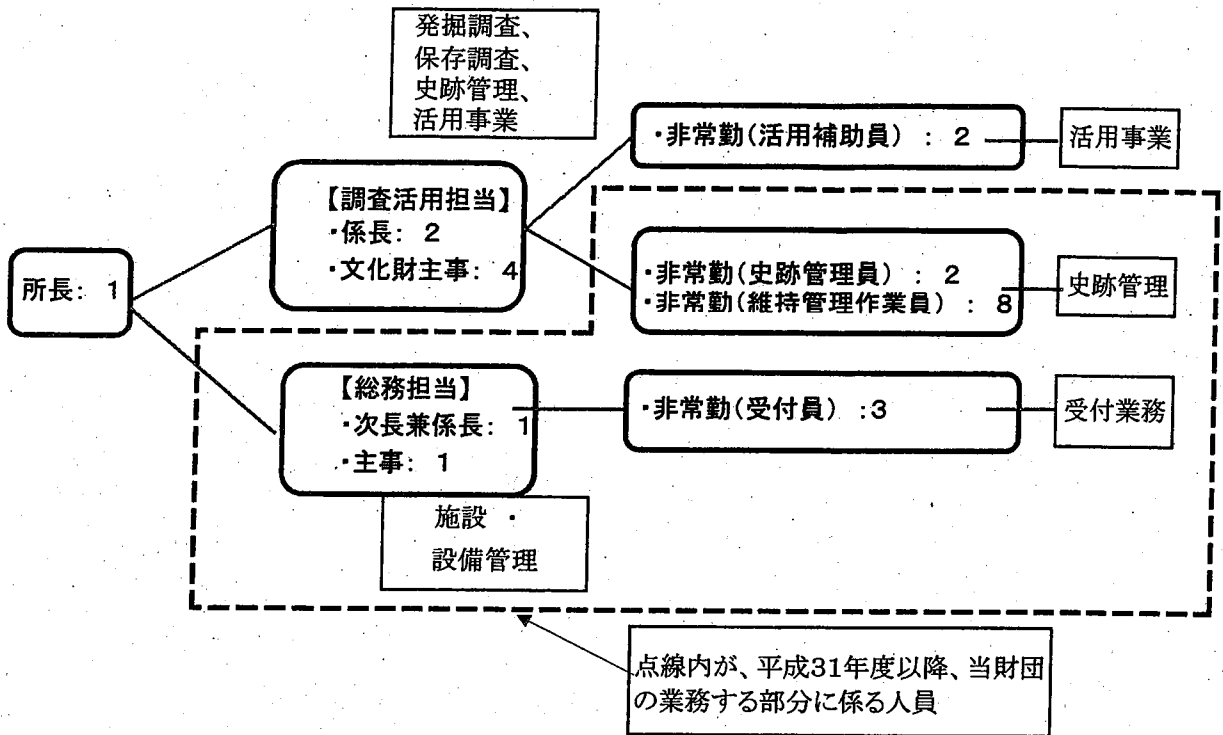 発掘調査、
保存調査、
史跡管理、
活用事業
・非常勤(活用補助員) : 2
活用事業
【調査活用担当】
・係長: 2
・文化財主事: 4
所長: 1
・非常勤(史跡管理員) : 2
・非常勤(維持管理作業員) : 8
史跡管理
【総務担当】
・次長兼係長: 1
・主事: 1
・非常勤(受付員) :3
受付業務
施設 ・
設備管理
点線内が、平成31年度以降、当財団
の業務する部分に係る人員